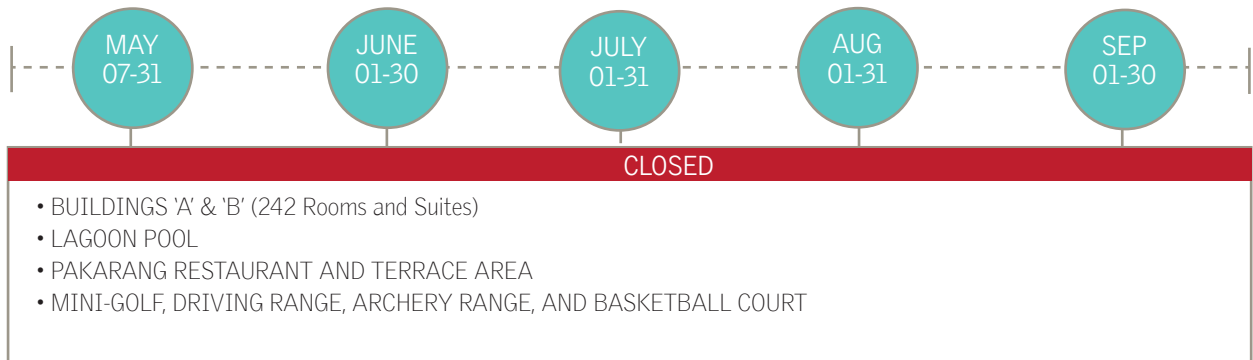 MAY
07-31
JUNE
01-30
JULY
01-31
AUG
01-31
SEP
01-30
CLOSED
• BUILDINGS ‘A’ & ‘B’ (242 Rooms and Suites)
• LAGOON POOL
• PAKARANG RESTAURANT AND TERRACE AREA
• MINI-GOLF, DRIVING RANGE, ARCHERY RANGE, AND BASKETBALL COURT